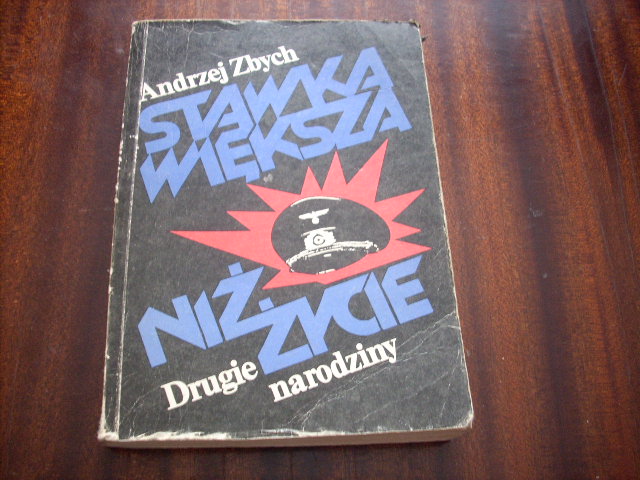 Andrzej Zbych
STAWKA
WIĘKSZA
NIŻ ŻYCIE
Drugie narodziny